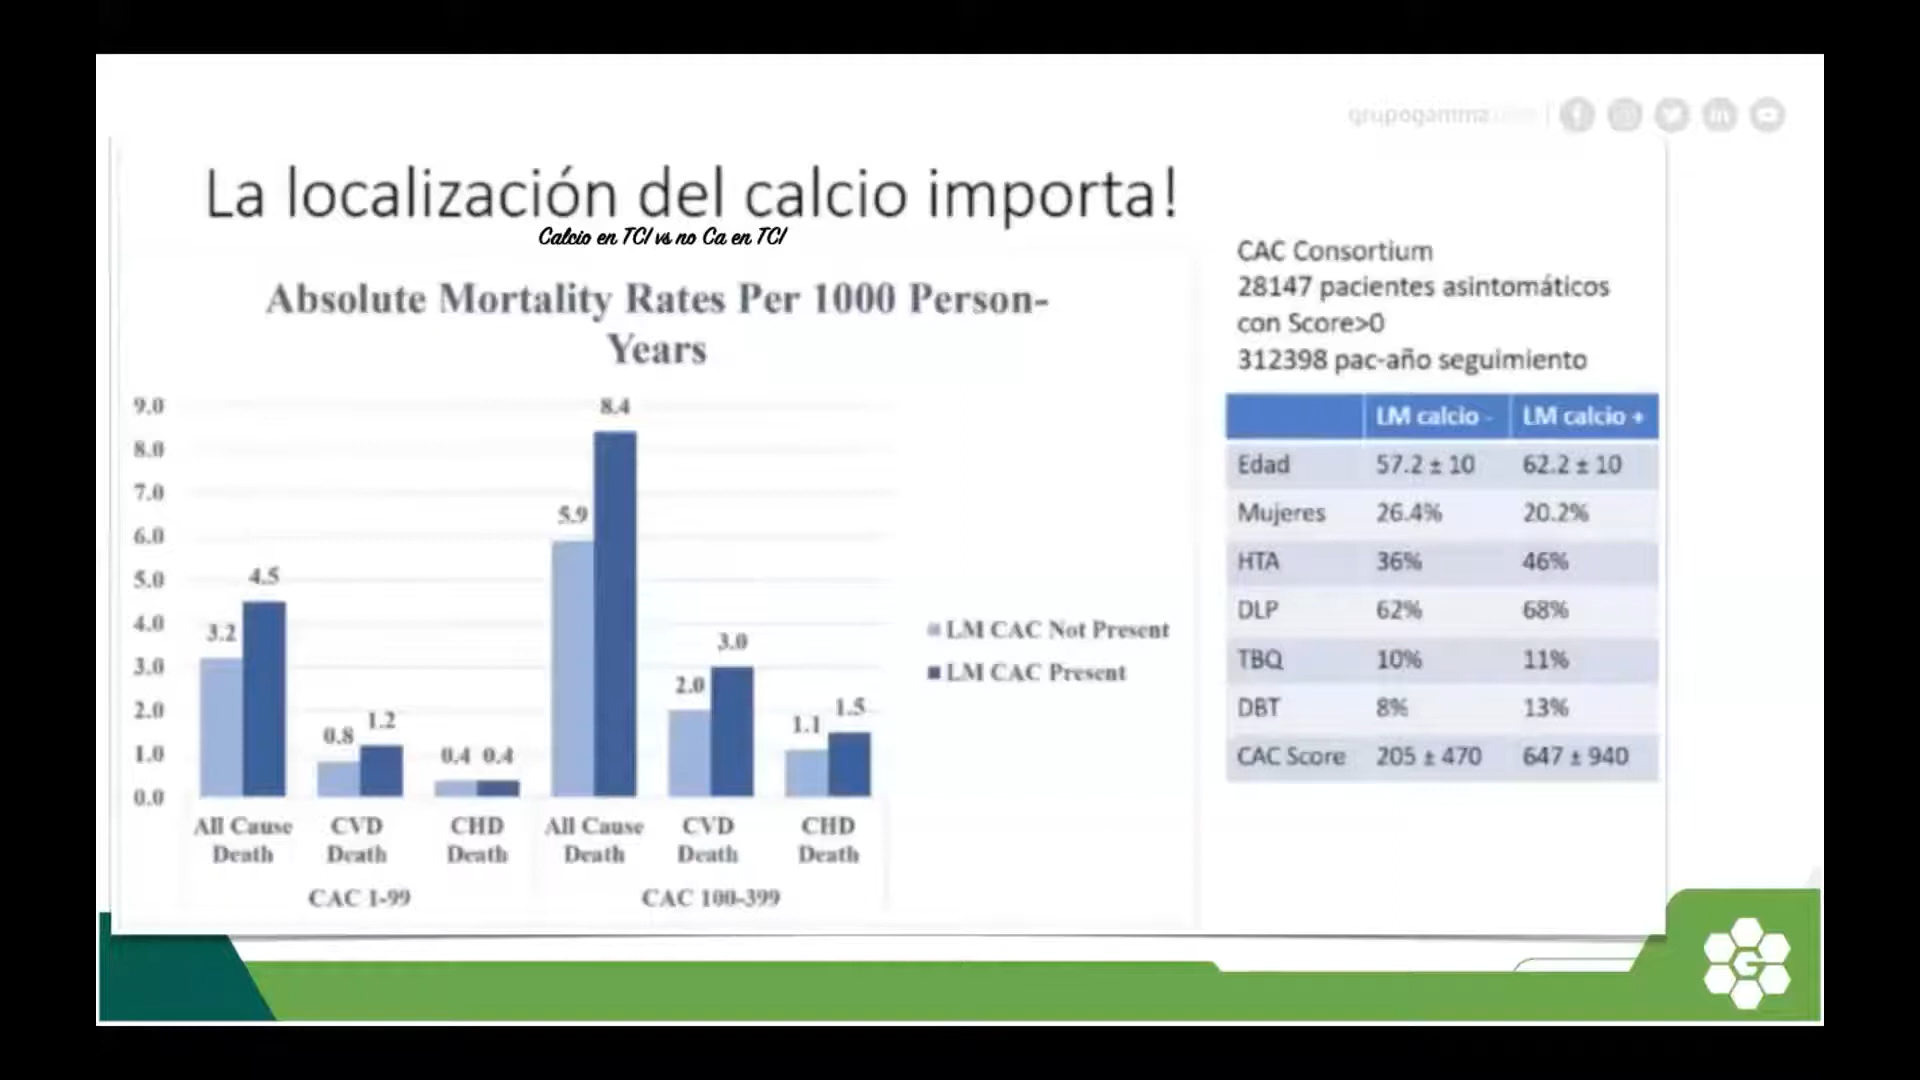 grupogamma
La localización del calcio importa!
Calcio en TCI vs no Ca en TCI
Absolute Mortality Rates Per 1000 Person-
Years
9.0
8.0
7.0
6.0
5.0
4.0
3.0
2.0
1.0
0.0
3.2
4.5
0.8
1.2
0.4
0.4
5.9
8.4
2.0
3.0
1.1
1.5
All Cause
Death
CVD
Death
CHD
Death
All Cause
Death
CVD
Death
CHD
Death
CAC 1-99
CAC 100-399
LM CAC Not Present
LM CAC Present
CAC Consortium
28147 pacientes asintomáticos
con Score>0
312398 pac-año seguimiento
LM calcio - LM calcio +
Edad 57.2 ± 10 62.2 ± 10
Mujeres 26.4% 20.2%
HTA 36% 46%
DLP 62% 68%
TBQ 10% 11%
DBT 8% 13%
CAC Score 205 ± 470 647 ± 940